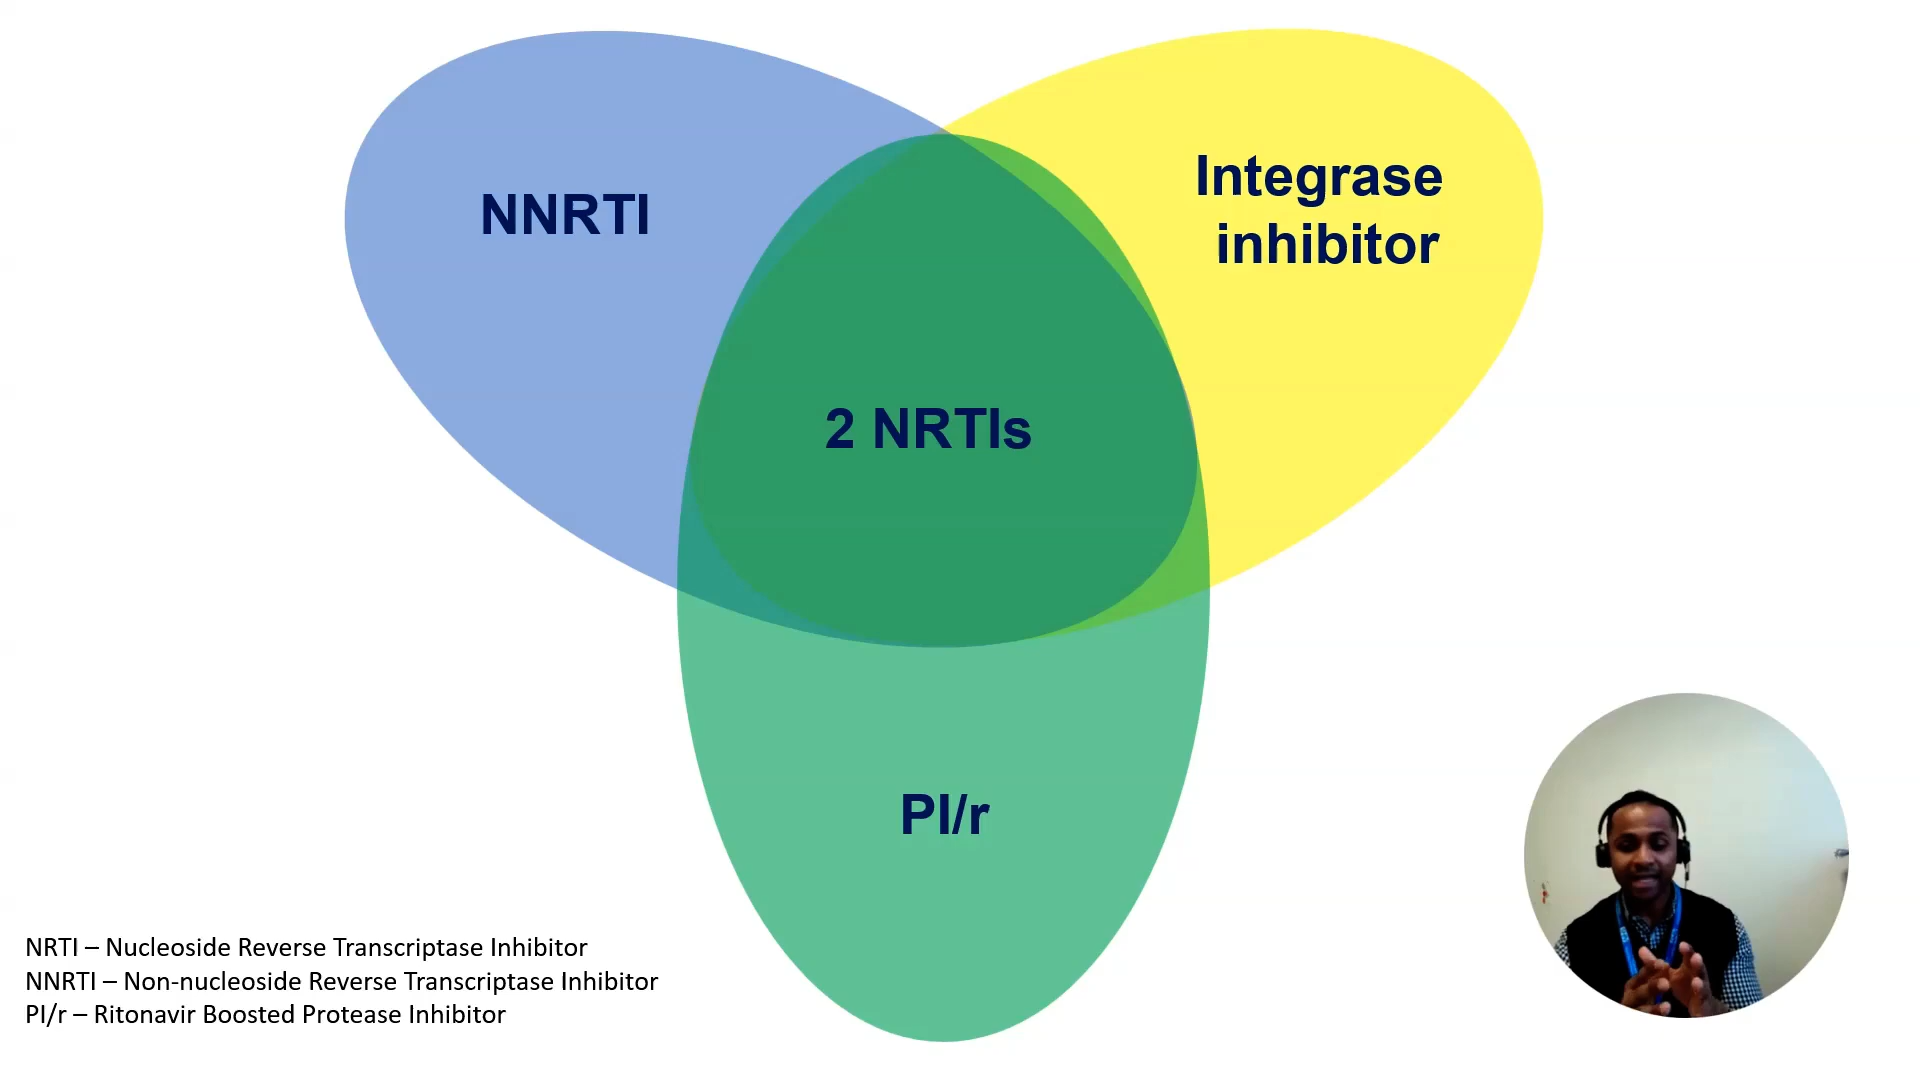 NNRTI
Integrase
inhibitor
2 NRTIs
PI/r
NRTI – Nucleoside Reverse Transcriptase Inhibitor
NNRTI – Non-nucleoside Reverse Transcriptase Inhibitor
PI/r – Ritonavir Boosted Protease Inhibitor